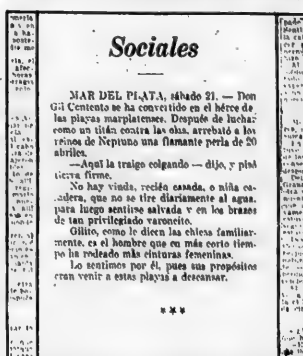 Sociales
MAR DEL PLATA, sábado 21. — Don
Gil Contento se ha convertido en el héroe de
las playas marplatenses. Después de luchar
como un titán contra las olas, arrebató a los
reinos de Neptuno una flamante perla de 20
abriles.
—Aquí la traigo colgando — dijo, y pisó
tierra firme.
No hay viuda, recién casada, o niña ca-
sadera, que no se tire diariamente al agua,
para luego sentirse salvada y en los brazos
de tan privilegiado varoncito.
Gilito, como le dicen las chicas familiar-
mente, es el hombre que en más corto tiem-
po ha rodeado más cinturas femeninas.
Lo sentimos por él, pues sus propósitos
eran venir a estas playas a descansar.
***